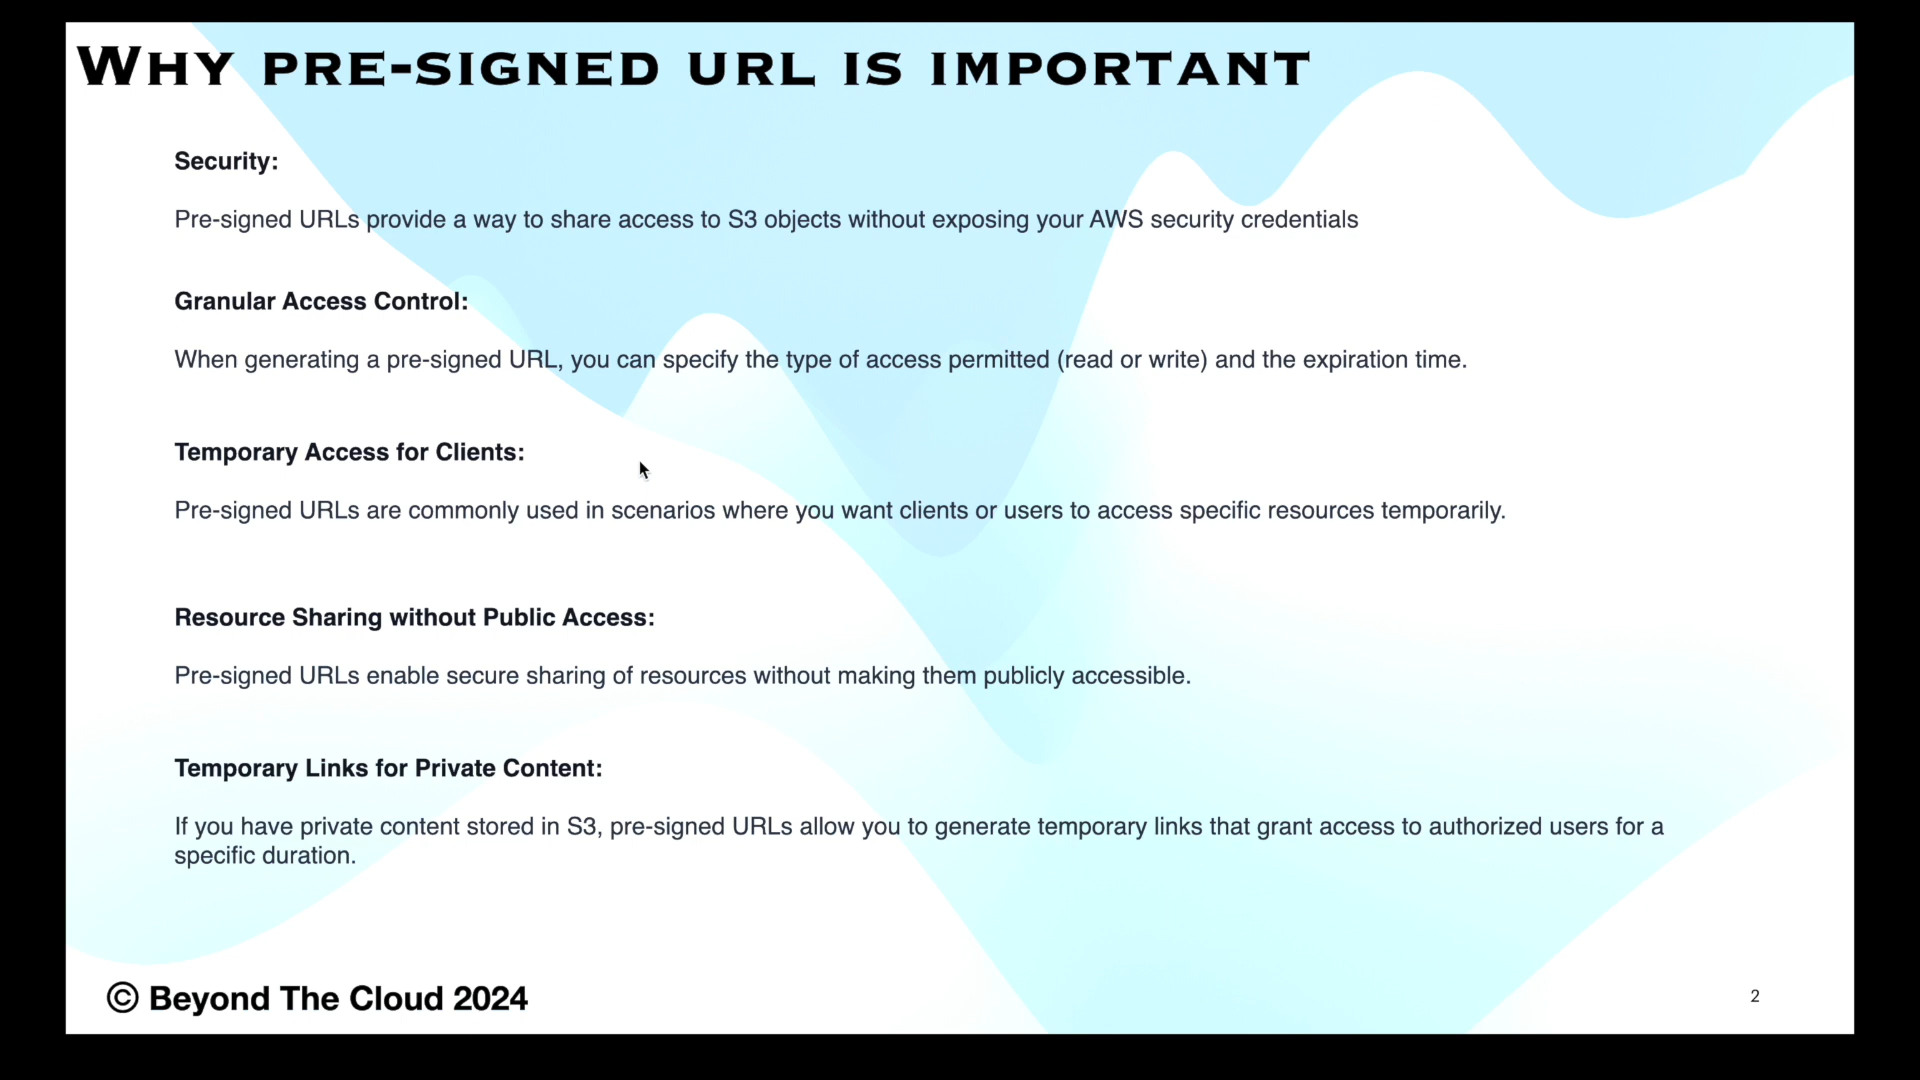 WHY PRE-SIGNED URL IS IMPORTANT
Security:
Pre-signed URLs provide a way to share access to S3 objects without exposing your AWS security credentials
Granular Access Control:
When generating a pre-signed URL, you can specify the type of access permitted (read or write) and the expiration time.
Temporary Access for Clients:
Pre-signed URLs are commonly used in scenarios where you want clients or users to access specific resources temporarily.
Resource Sharing without Public Access:
Pre-signed URLs enable secure sharing of resources without making them publicly accessible.
Temporary Links for Private Content:
If you have private content stored in S3, pre-signed URLs allow you to generate temporary links that grant access to authorized users for a
specific duration.
© Beyond The Cloud 2024
2